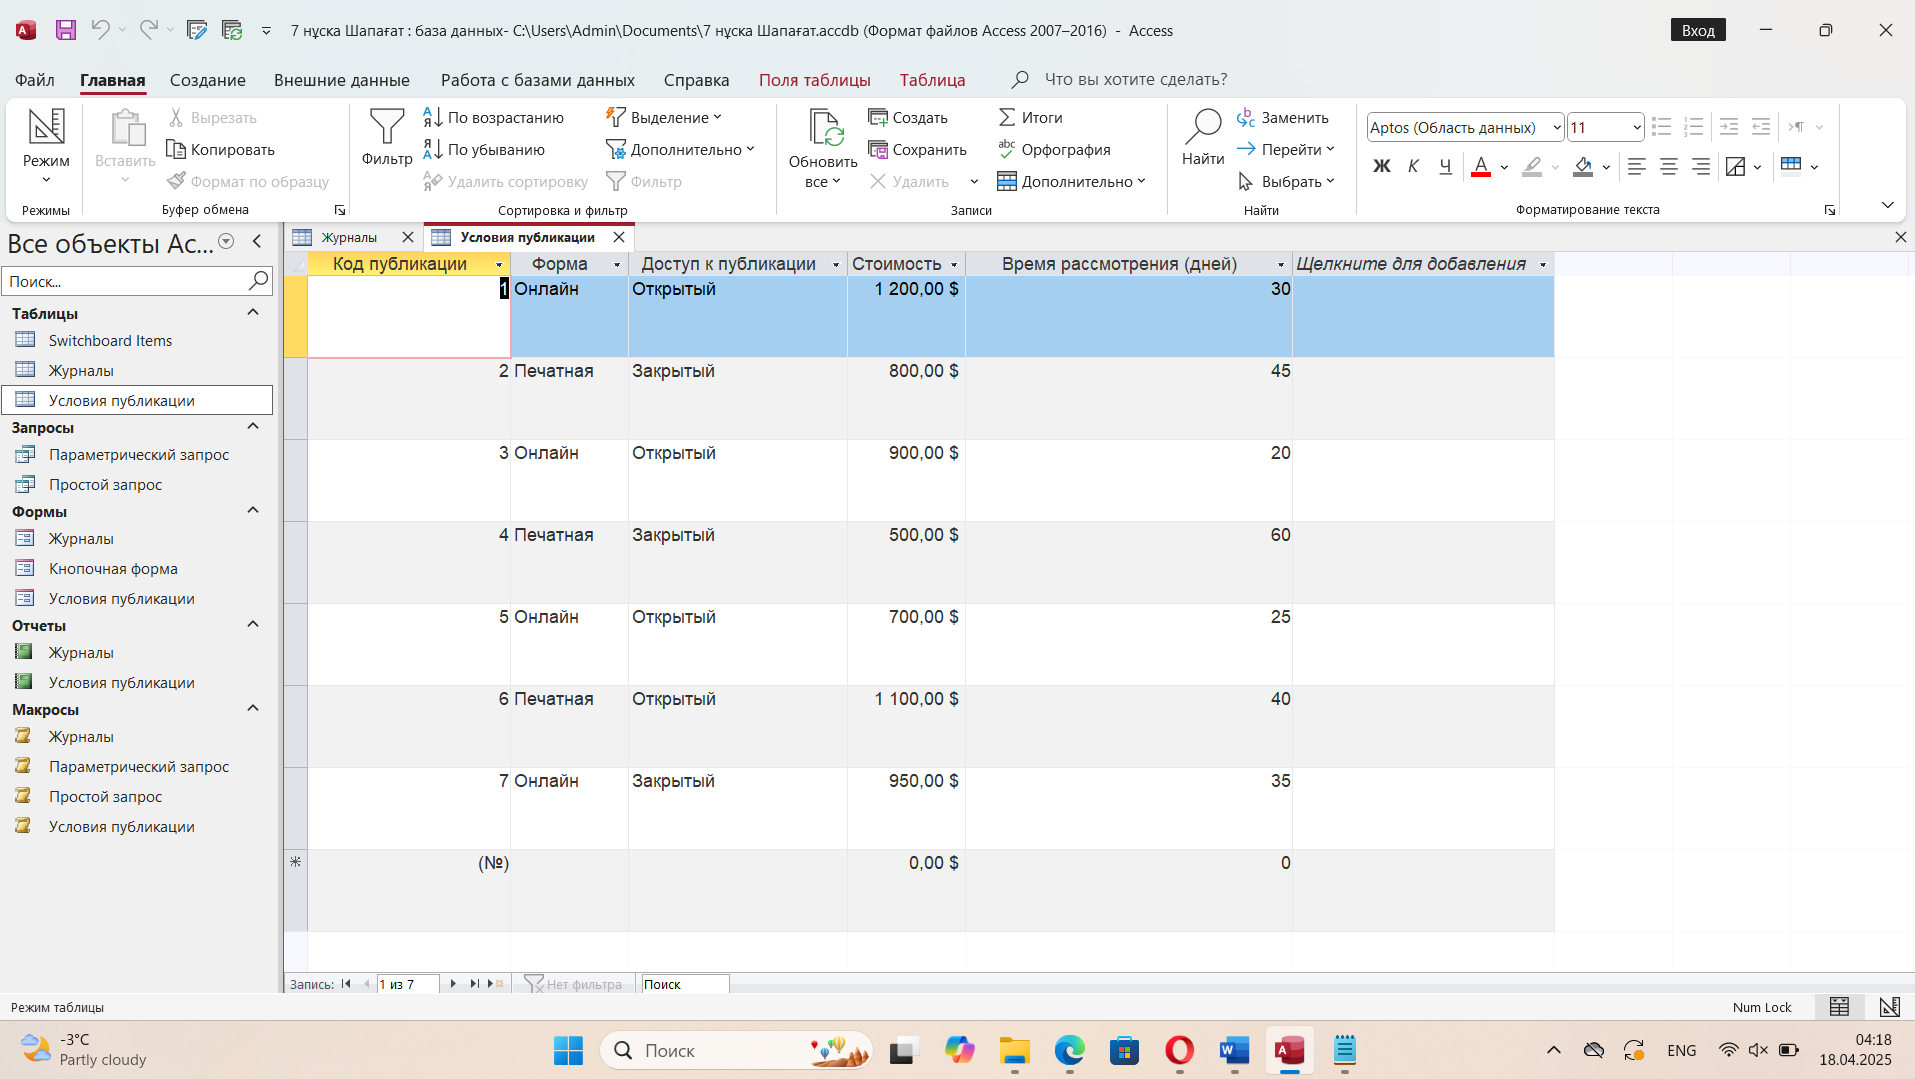 7 нұсқа Шапағат : база данных- C:\Users\Admin\Documents\7 нұсқа Шапағат.accdb (Формат файлов Access 2007–2016) - Access
Вход
Файл Главная Создание Внешние данные Работа с базами данных Справка Поля таблицы Таблица Что вы хотите сделать?
Режим
Режимы
Вставить
Вырезать
Копировать
Формат по образцу
Буфер обмена
Фильтр
По возрастанию
По убыванию
Удалить сортировку
Выделение
Дополнительно
Фильтр
Сортировка и фильтр
Обновить
все
Создать
Сохранить
Удалить
Итоги
Орфография
Дополнительно
Записи
Найти
Заменить
Перейти
Выбрать
Найти
Aptos (Область данных) 11
Ж К Ч А
Форматирование текста
Все объекты Ac...
Поиск...
Таблицы
Switchboard Items
Журналы
Условия публикации
Запросы
Параметрический запрос
Простой запрос
Формы
Журналы
Кнопочная форма
Условия публикации
Отчеты
Журналы
Условия публикации
Макросы
Журналы
Параметрический запрос
Простой запрос
Условия публикации
Журналы Условия публикации
Код публикации Форма Доступ к публикации Стоимость Время рассмотрения (дней) Щелкните для добавления
1 Онлайн Открытый 1 200,00 $ 30
2 Печатная Закрытый 800,00 $ 45
3 Онлайн Открытый 900,00 $ 20
4 Печатная Закрытый 500,00 $ 60
5 Онлайн Открытый 700,00 $ 25
6 Печатная Открытый 1 100,00 $ 40
7 Онлайн Закрытый 950,00 $ 35
(№) 0,00 $ 0
Запись: 1 из 7 Нет фильтра Поиск
Режим таблицы
Num Lock
-3°C
Partly cloudy
Поиск
ENG
04:18
18.04.2025